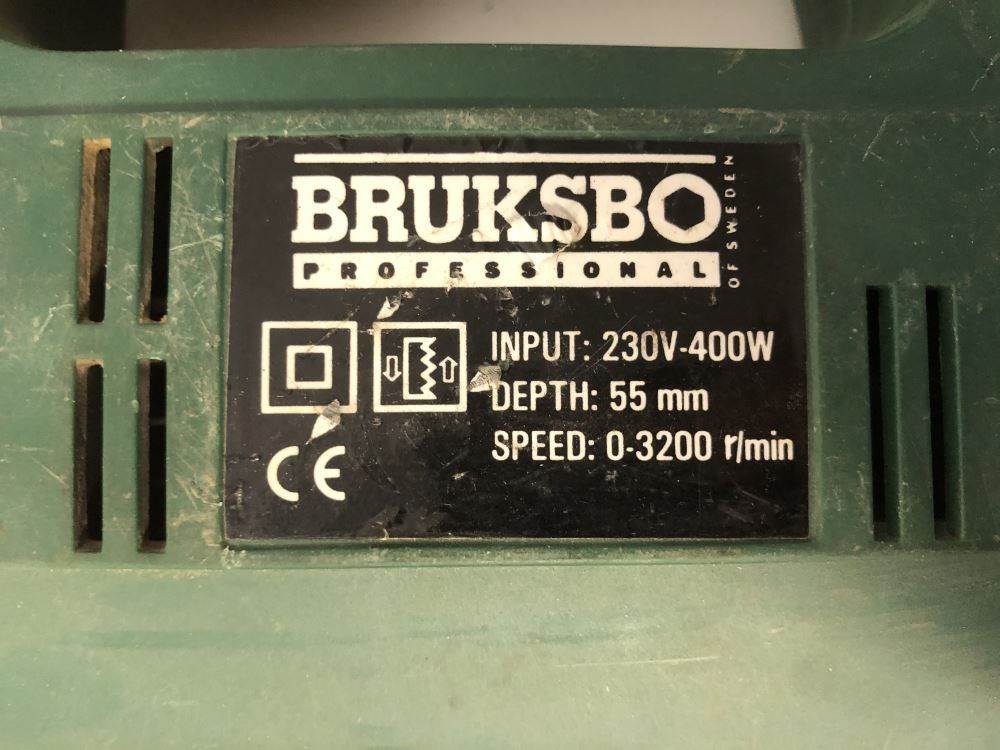 BRUKSBO
OF SWEDEN
PROFESSIONAL
INPUT: 230V-400W
DEPTH: 55 mm
SPEED: 0-3200 r/min
CE